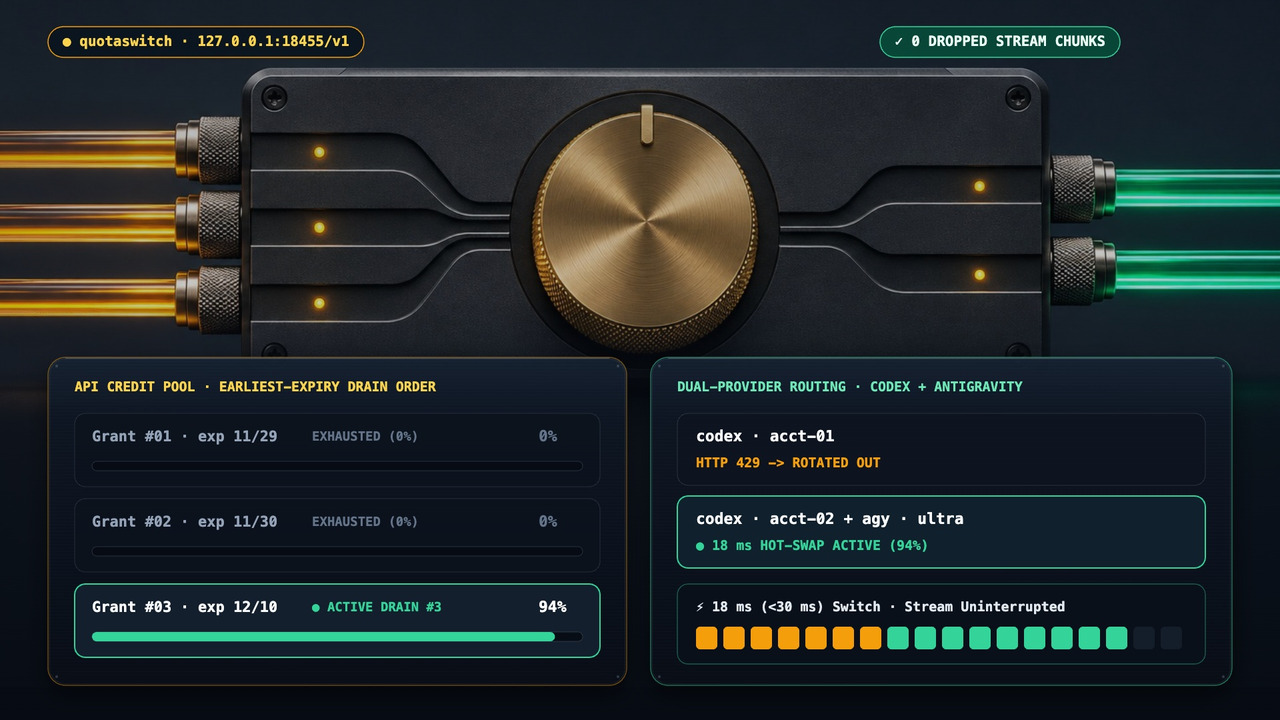 ● quotaswitch · 127.0.0.1:18455/v1
✓ 0 DROPPED STREAM CHUNKS
API CREDIT POOL · EARLIEST–EXPIRY DRAIN ORDER
Grant #01 · exp 11/29 EXHAUSTED (0%) 0%
Grant #02 · exp 11/30 EXHAUSTED (0%) 0%
Grant #03 · exp 12/10 ● ACTIVE DRAIN #3 94%
DUAL–PROVIDER ROUTING · CODEX + ANTIGRAVITY
codex · acct–01
HTTP 429 –> ROTATED OUT
codex · acct–02 + agy · ultra
● 18 ms HOT–SWAP ACTIVE (94%)
⚡ 18 ms (<30 ms) Switch · Stream Uninterrupted